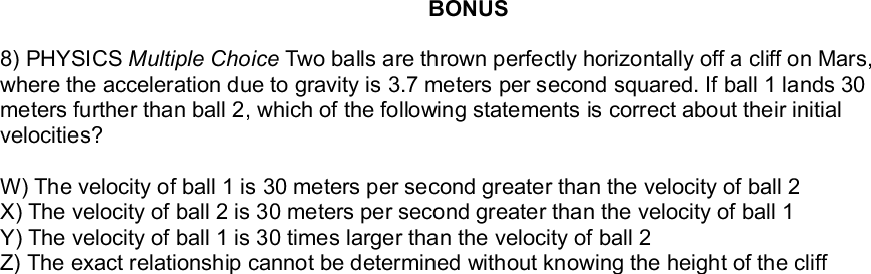 BONUS
8) PHYSICS Multiple Choice Two balls are thrown perfectly horizontally off a cliff on Mars,
where the acceleration due to gravity is 3.7 meters per second squared. If ball 1 lands 30
meters further than ball 2, which of the following statements is correct about their initial
velocities?
W) The velocity of ball 1 is 30 meters per second greater than the velocity of ball 2
X) The velocity of ball 2 is 30 meters per second greater than the velocity of ball 1
Y) The velocity of ball 1 is 30 times larger than the velocity of ball 2
Z) The exact relationship cannot be determined without knowing the height of the cliff